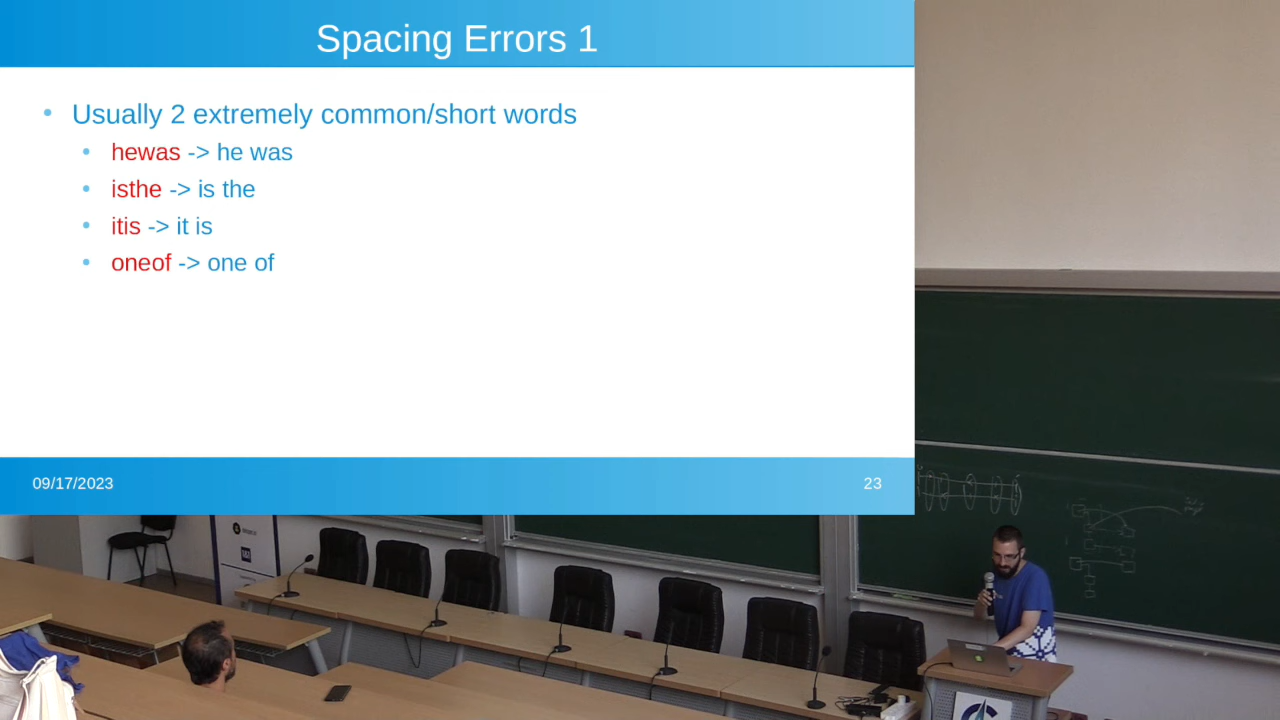 Spacing Errors 1
• Usually 2 extremely common/short words
• hewas -> he was
• isthe -> is the
• itis -> it is
• oneof -> one of
09/17/2023
23